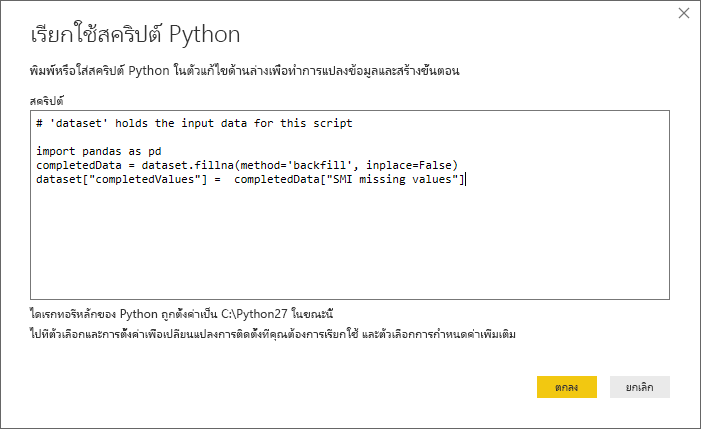 เรียกใช้สคริปต์ Python
พิมพ์หรือใส่สคริปต์ Python ในตัวแก้ไขด้านล่างเพื่อทำการแปลงข้อมูลและสร้างขั้นตอน
สคริปต์
# 'dataset' holds the input data for this script
import pandas as pd
completedData = dataset.fillna(method='backfill', inplace=False)
dataset["completedValues"] =  completedData["SMI missing values"]
ไดเรกทอรีหลักของ Python ถูกตั้งค่าเป็น C:\Python27 ในขณะนี้
ไปที่ตัวเลือกและการตั้งค่าเพื่อเปลี่ยนแปลงการติดตั้งที่คุณต้องการเรียกใช้ และตัวเลือกการกำหนดค่าเพิ่มเติม
ตกลง
ยกเลิก